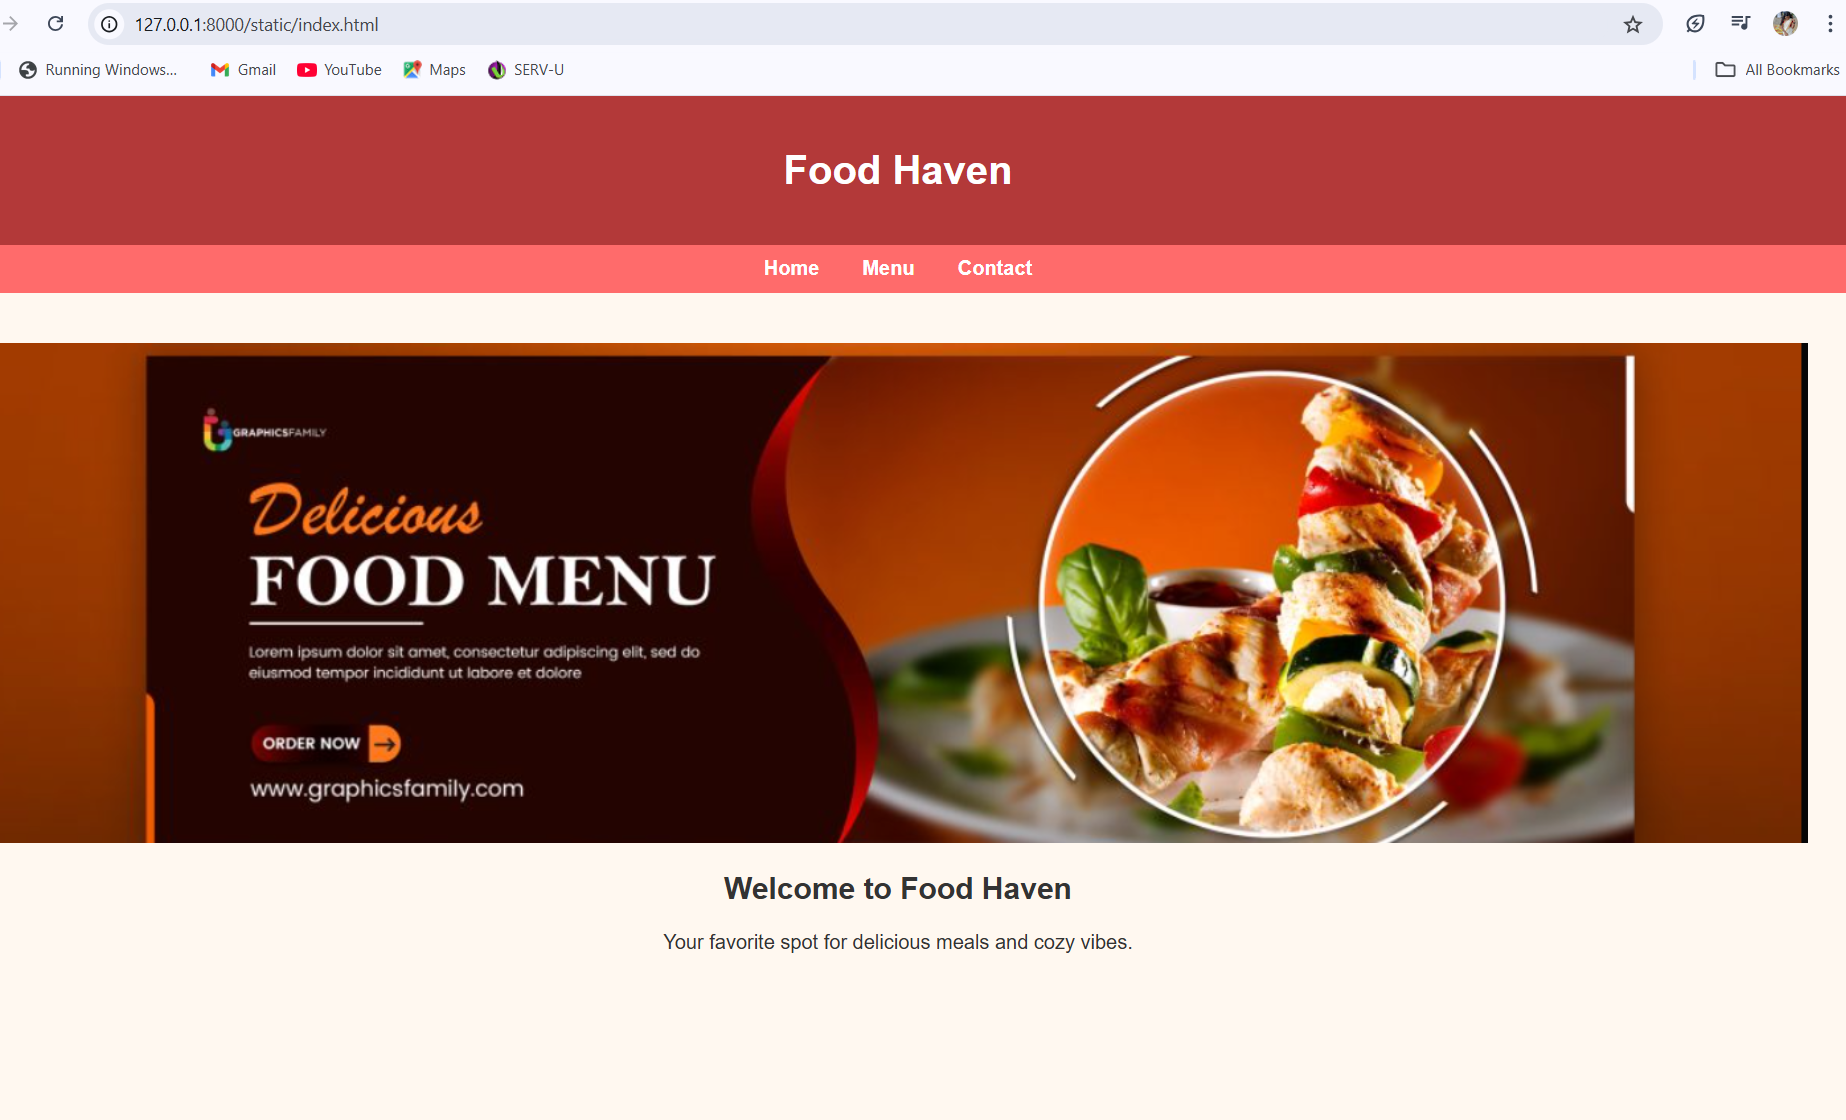 127.0.0.1:8000/static/index.html
Running Windows...
Gmail
YouTube
Maps
SERV-U
All Bookmarks
Food Haven
Home
Menu
Contact
GRAPHICSFAMILY
Delicious
FOOD MENU
Lorem ipsum dolor sit amet, consectetur adipiscing elit, sed do
eiusmod tempor incididunt ut labore et dolore
ORDER NOW
www.graphicsfamily.com
Welcome to Food Haven
Your favorite spot for delicious meals and cozy vibes.